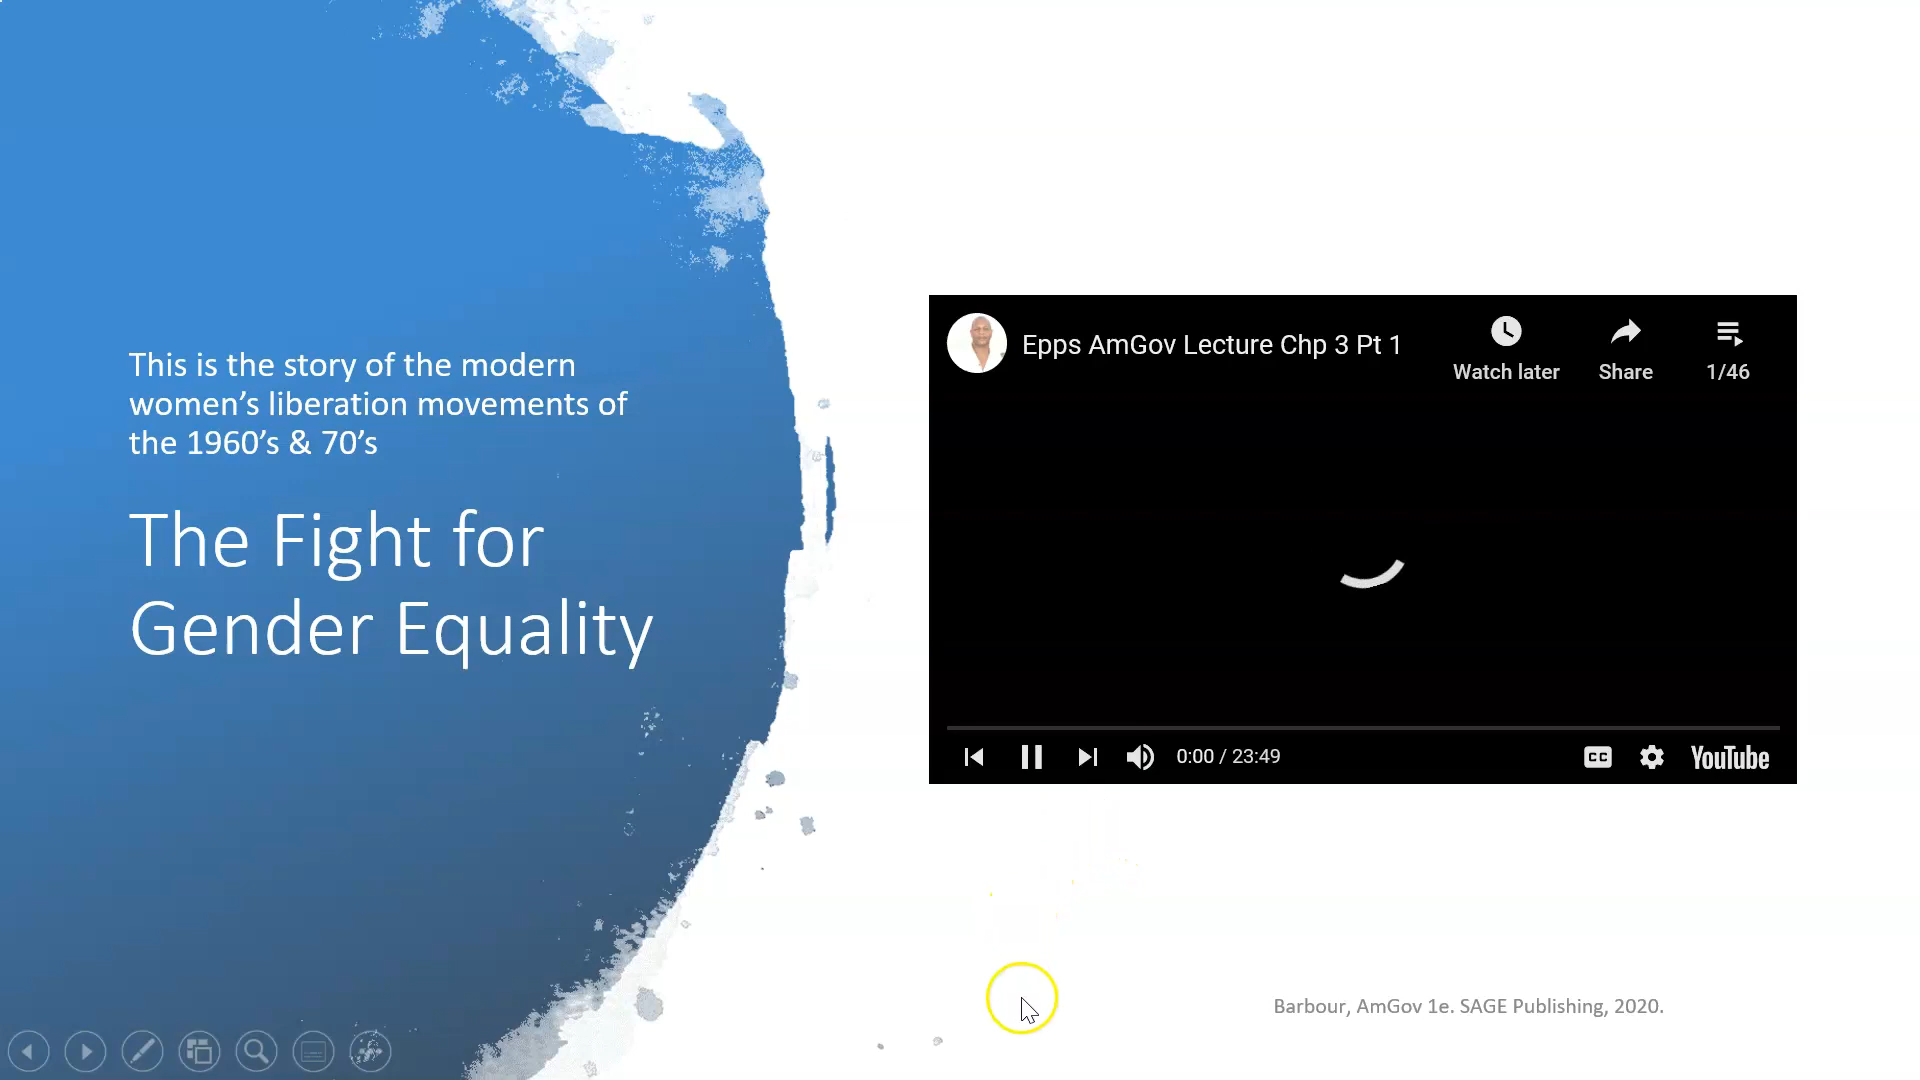 This is the story of the modern
women’s liberation movements of
the 1960’s & 70’s
The Fight for
Gender Equality
Epps AmGov Lecture Chp 3 Pt 1
Watch later
Share
1/46
0:00 / 23:49
CC
YouTube
Barbour, AmGov 1e. SAGE Publishing, 2020.